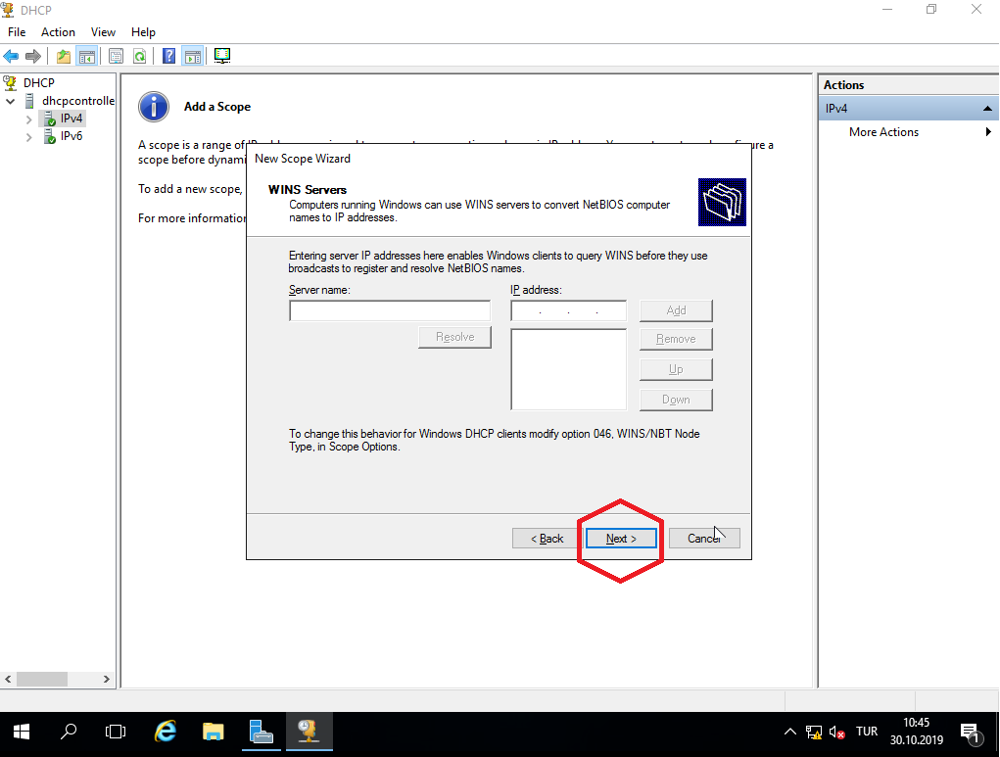 DHCP
File Action View Help
DHCP
dhcpcontrolle
IPv4
IPv6
Add a Scope
A scope is a range of
scope before dynami
To add a new scope,
For more information
New Scope Wizard
WINS Servers
Computers running Windows can use WINS servers to convert NetBIOS computer
names to IP addresses.
Entering server IP addresses here enables Windows clients to query WINS before they use
broadcasts to register and resolve NetBIOS names.
Server name:
IP address:
Add
Resolve
Remove
Up
Down
To change this behavior for Windows DHCP clients modify option 046, WINS/NBT Node
Type, in Scope Options.
< Back
Next >
Cancel
Actions
IPv4
More Actions
TUR
10:45
30.10.2019
1